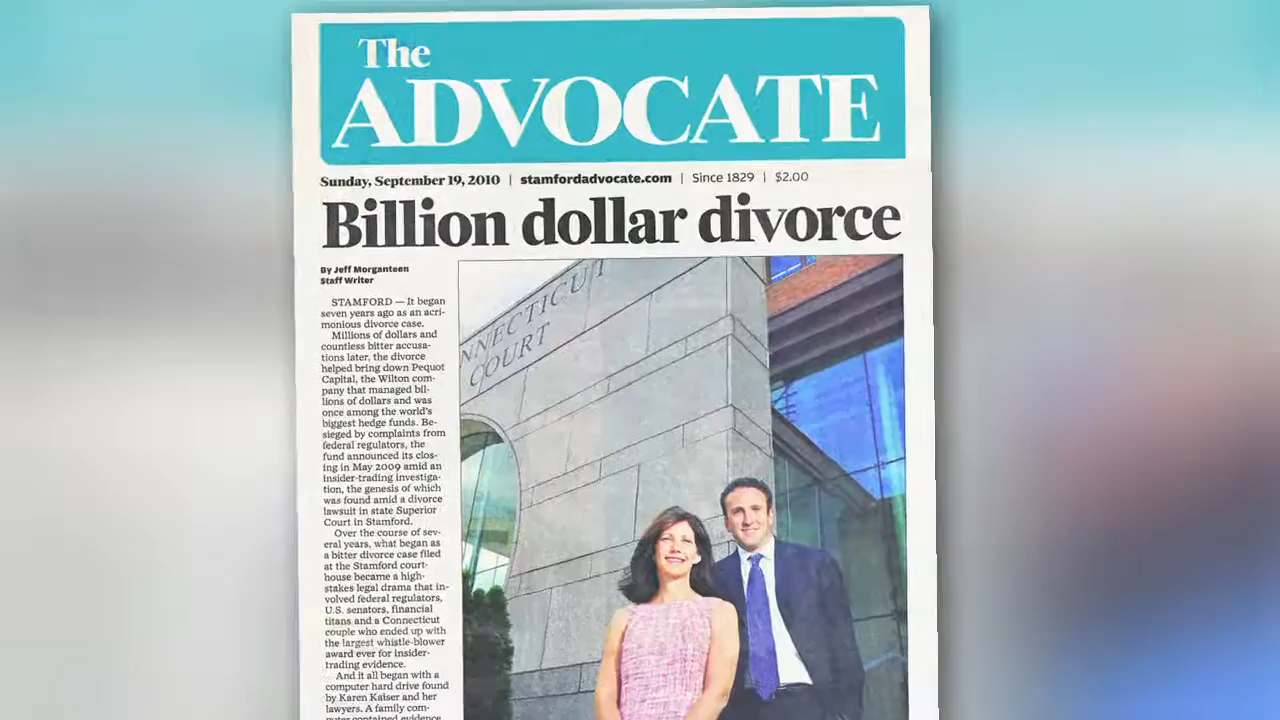 The
ADVOCATE
Sunday, September 19, 2010 | stamfordadvocate.com | Since 1829 | $2.00
Billion dollar divorce
By Jeff Morganteen
Staff Writer
STAMFORD — It began
seven years ago as an acri-
monious divorce case.
Millions of dollars and
countless bitter accusa-
tions later, the divorce
helped bring down Pequot
Capital, the Wilton com-
pany that managed bil-
lions of dollars and was
once among the world's
biggest hedge funds. Be-
sieged by complaints from
federal regulators, the
fund announced its clos-
ing in May 2009 amid an
insider-trading investiga-
tion, the genesis of which
was found amid a divorce
lawsuit in state Superior
Court in Stamford.
Over the course of sev-
eral years, what began as
a bitter divorce case filed
at the Stamford court-
house became a high-
stakes legal drama that in-
volved federal regulators,
U.S. senators, financial
titans and a Connecticut
couple who ended up with
the largest whistle-blower
award ever for insider-
trading evidence.
And it all began with a
computer hard drive found
by Karen Kaiser and her
lawyers. A family com-
puter contained evidence
NNECTICUT
COURT